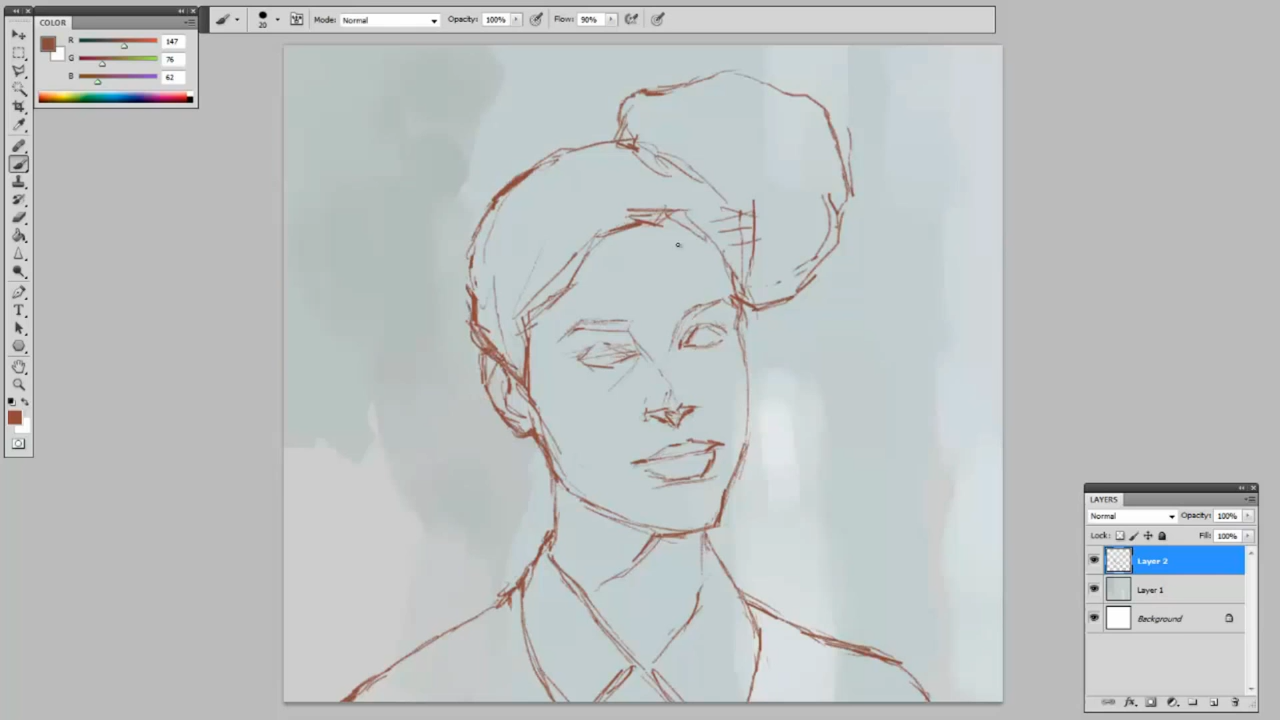 COLOR
R 147
G 76
B 62
20
Mode: Normal Opacity: 100% Flow: 90%
LAYERS
Normal Opacity: 100%
Lock: Fill: 100%
Layer 2
Layer 1
Background